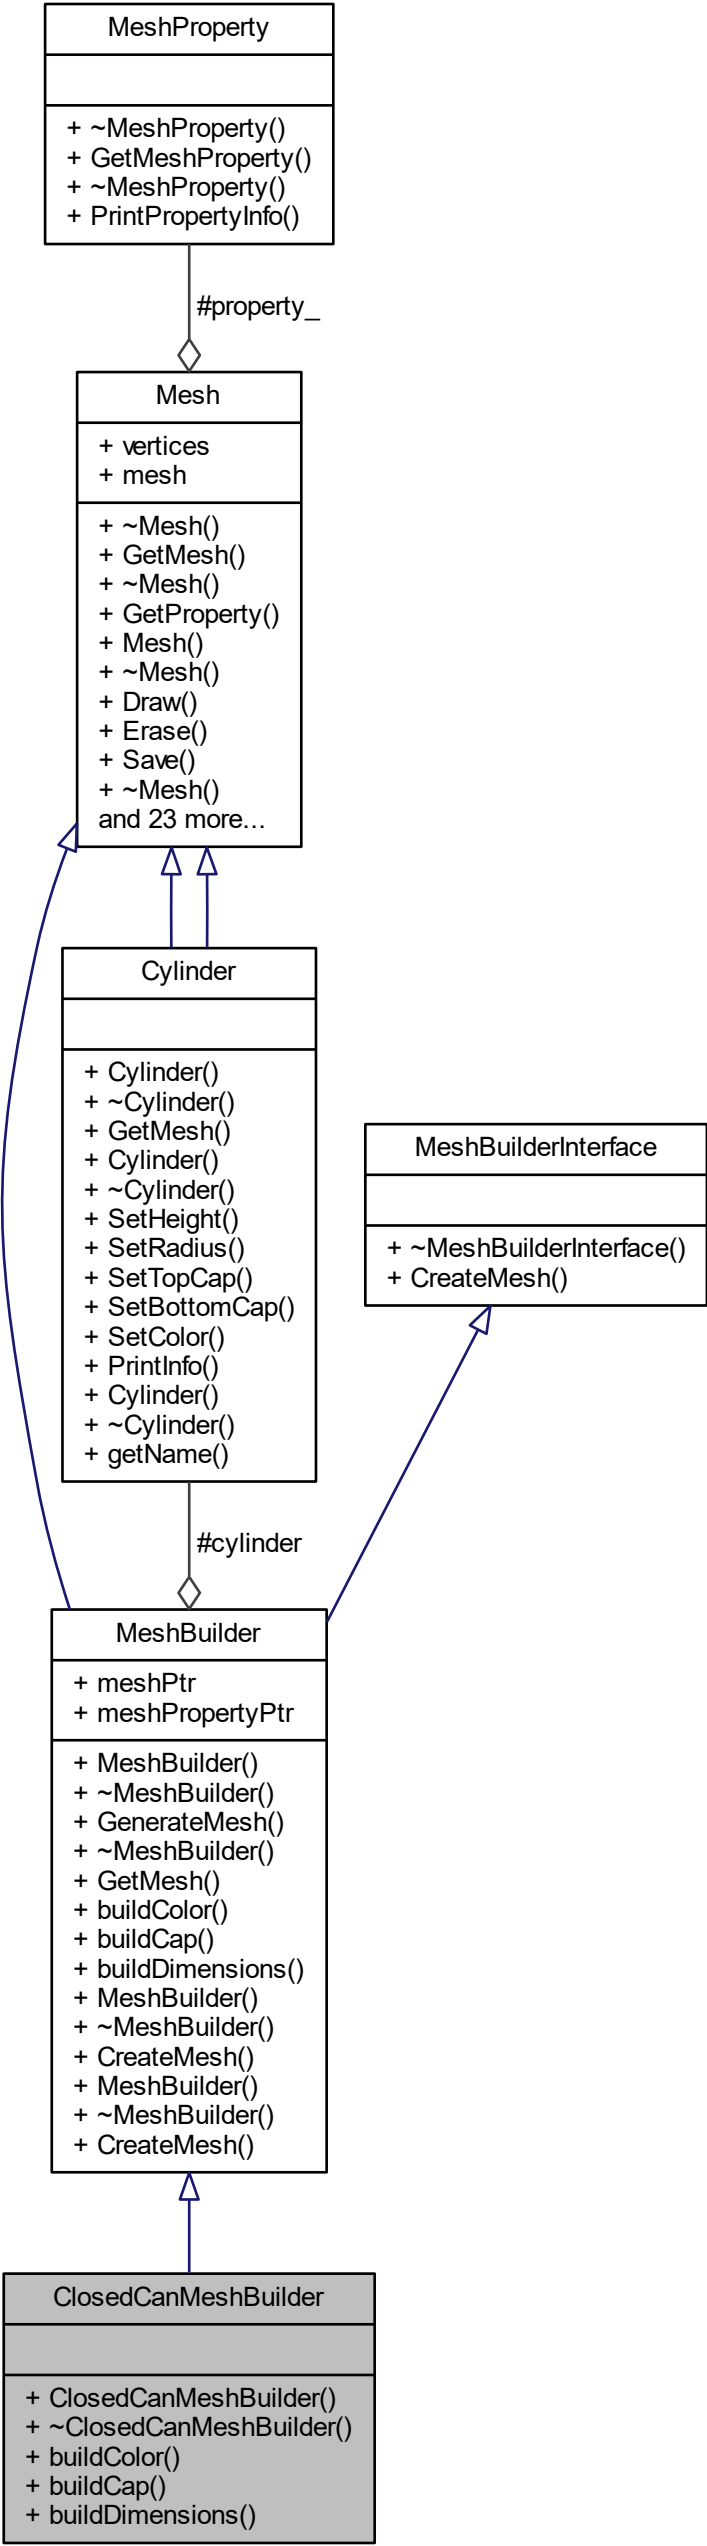 MeshProperty
+ ~MeshProperty()
+ GetMeshProperty()
+ ~MeshProperty()
+ PrintPropertyInfo()
#property_
Mesh
+ vertices
+ mesh
+ ~Mesh()
+ GetMesh()
+ ~Mesh()
+ GetProperty()
+ Mesh()
+ ~Mesh()
+ Draw()
+ Erase()
+ Save()
+ ~Mesh()
and 23 more...
Cylinder
+ Cylinder()
+ ~Cylinder()
+ GetMesh()
+ Cylinder()
+ ~Cylinder()
+ SetHeight()
+ SetRadius()
+ SetTopCap()
+ SetBottomCap()
+ SetColor()
+ PrintInfo()
+ Cylinder()
+ ~Cylinder()
+ getName()
MeshBuilderInterface
+ ~MeshBuilderInterface()
+ CreateMesh()
#cylinder
MeshBuilder
+ meshPtr
+ meshPropertyPtr
+ MeshBuilder()
+ ~MeshBuilder()
+ GenerateMesh()
+ ~MeshBuilder()
+ GetMesh()
+ buildColor()
+ buildCap()
+ buildDimensions()
+ MeshBuilder()
+ ~MeshBuilder()
+ CreateMesh()
+ MeshBuilder()
+ ~MeshBuilder()
+ CreateMesh()
ClosedCanMeshBuilder
+ ClosedCanMeshBuilder()
+ ~ClosedCanMeshBuilder()
+ buildColor()
+ buildCap()
+ buildDimensions()